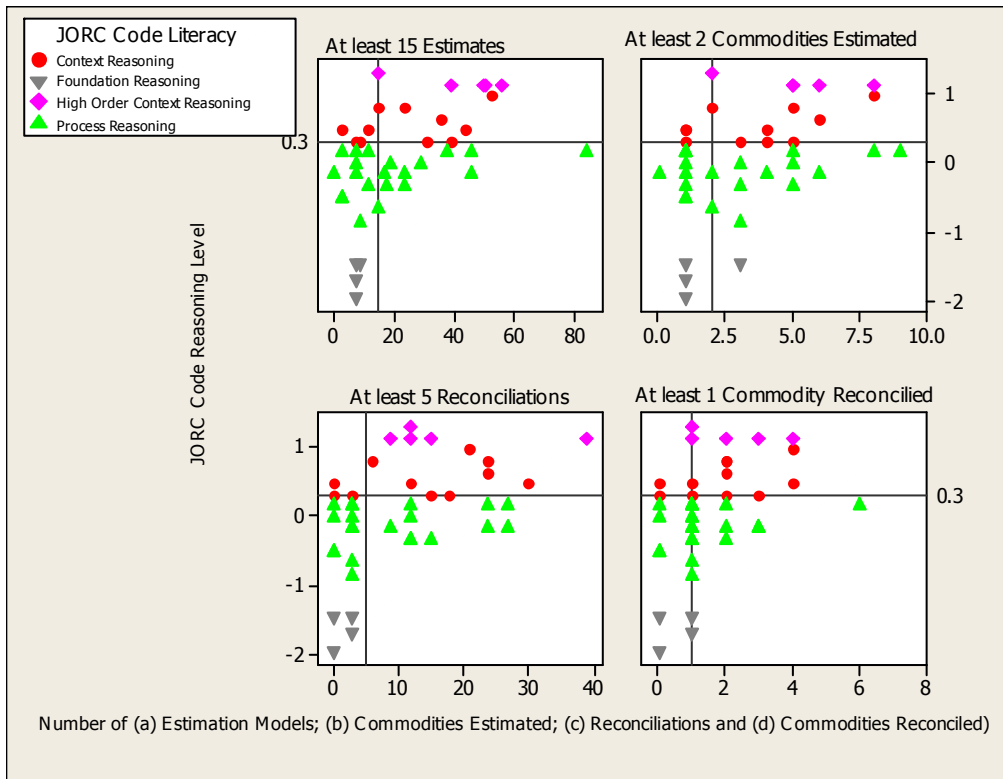 JORC Code Literacy
Context Reasoning
Foundation Reasoning
High Order Context Reasoning
Process Reasoning
At least 15 Estimates
At least 2 Commodities Estimated
0.3
1
0
-1
-2
0 20 40 60 80
0.0 2.5 5.0 7.5 10.0
JORC Code Reasoning Level
At least 5 Reconciliations
At least 1 Commodity Reconcilied
1
0
-1
-2
0.3
0 10 20 30 40
0 2 4 6 8
Number of (a) Estimation Models; (b) Commodities Estimated; (c) Reconciliations and (d) Commodities Reconciled)